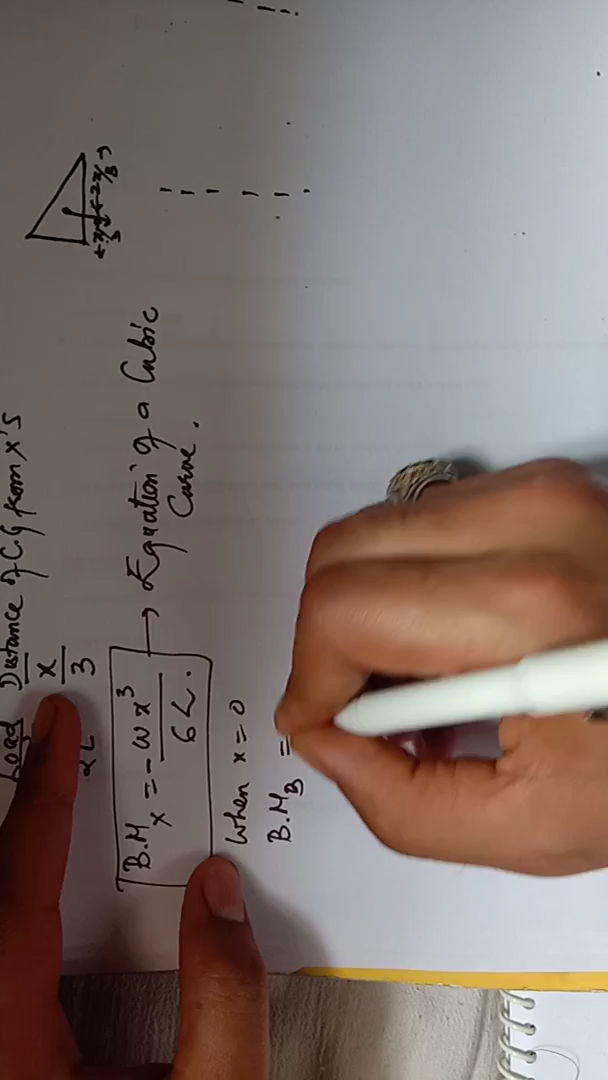 Load Distance of C.G from X's
2L x/3
B.M_x = -wx³/6L. → Equation of a Cubic
Curve.
When x=0
B.M_B =